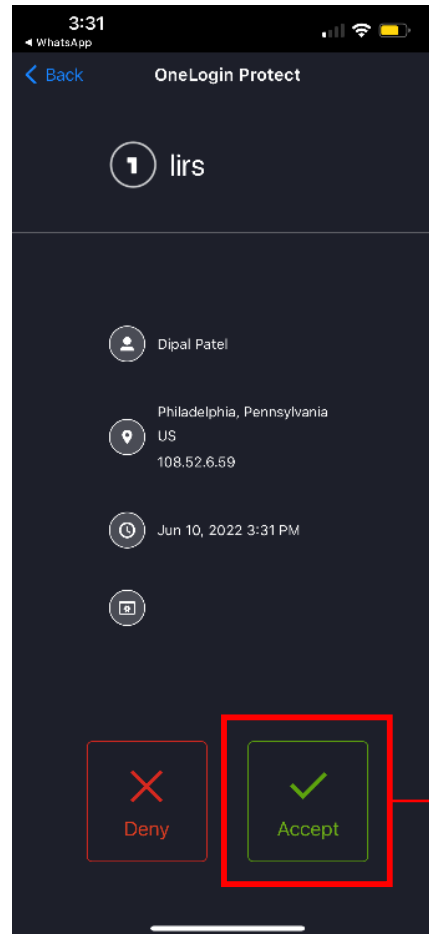 3:31
WhatsApp
Back
OneLogin Protect
1 lirs
Dipal Patel
Philadelphia, Pennsylvania
US
108.52.6.59
Jun 10, 2022 3:31 PM
Deny
Accept